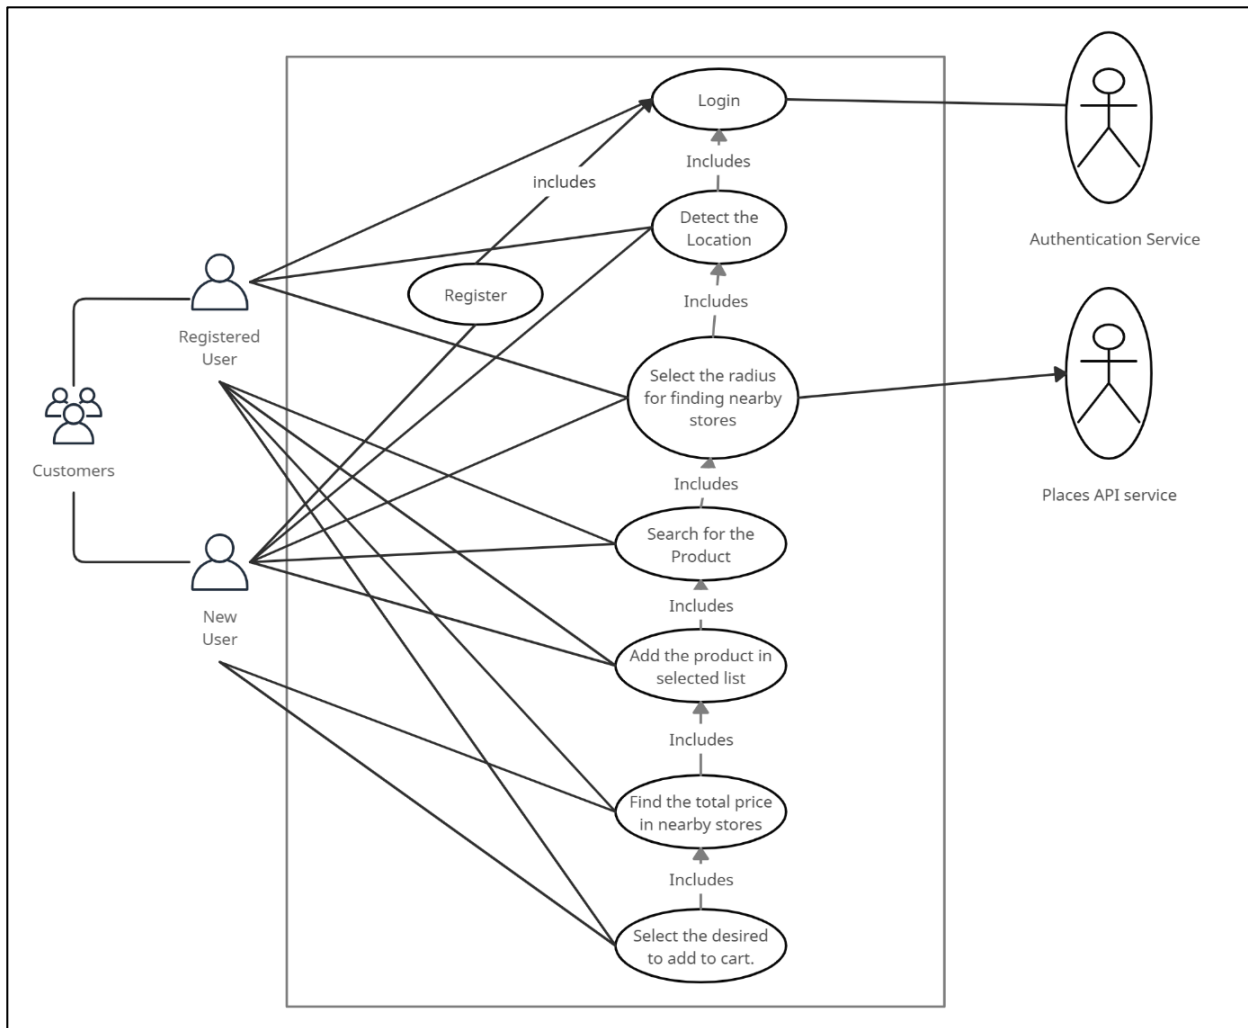 Login
Includes
includes
Detect the
Location
Authentication Service
Register
Includes
Registered
User
Select the radius
for finding nearby
stores
Customers
Includes
Places API service
Search for the
Product
Includes
New
User
Add the product in
selected list
Includes
Find the total price
in nearby stores
Includes
Select the desired
to add to cart.